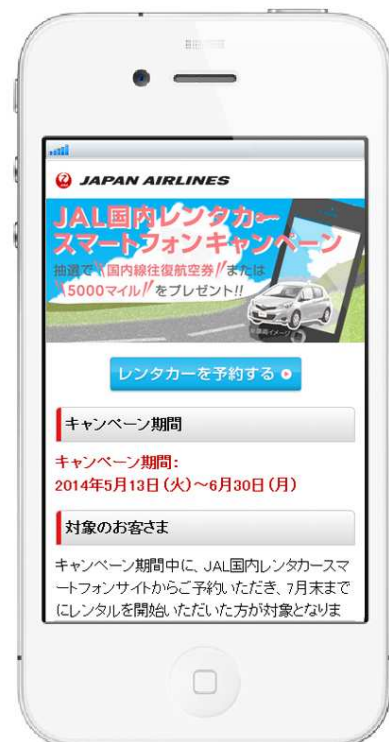 JAPAN AIRLINES
JAL国内レンタカー
スマートフォンキャンペーン
抽選で国内線往復航空券または
5000マイルをプレゼント!!
レンタカーを予約する
キャンペーン期間
キャンペーン期間：
2014年5月13日(火)～6月30日(月)
対象のお客さま
キャンペーン期間中に、JAL国内レンタカースマ
ートフォンサイトからご予約いただき、7月末まで
にレンタルを開始いただいた方が対象となりま